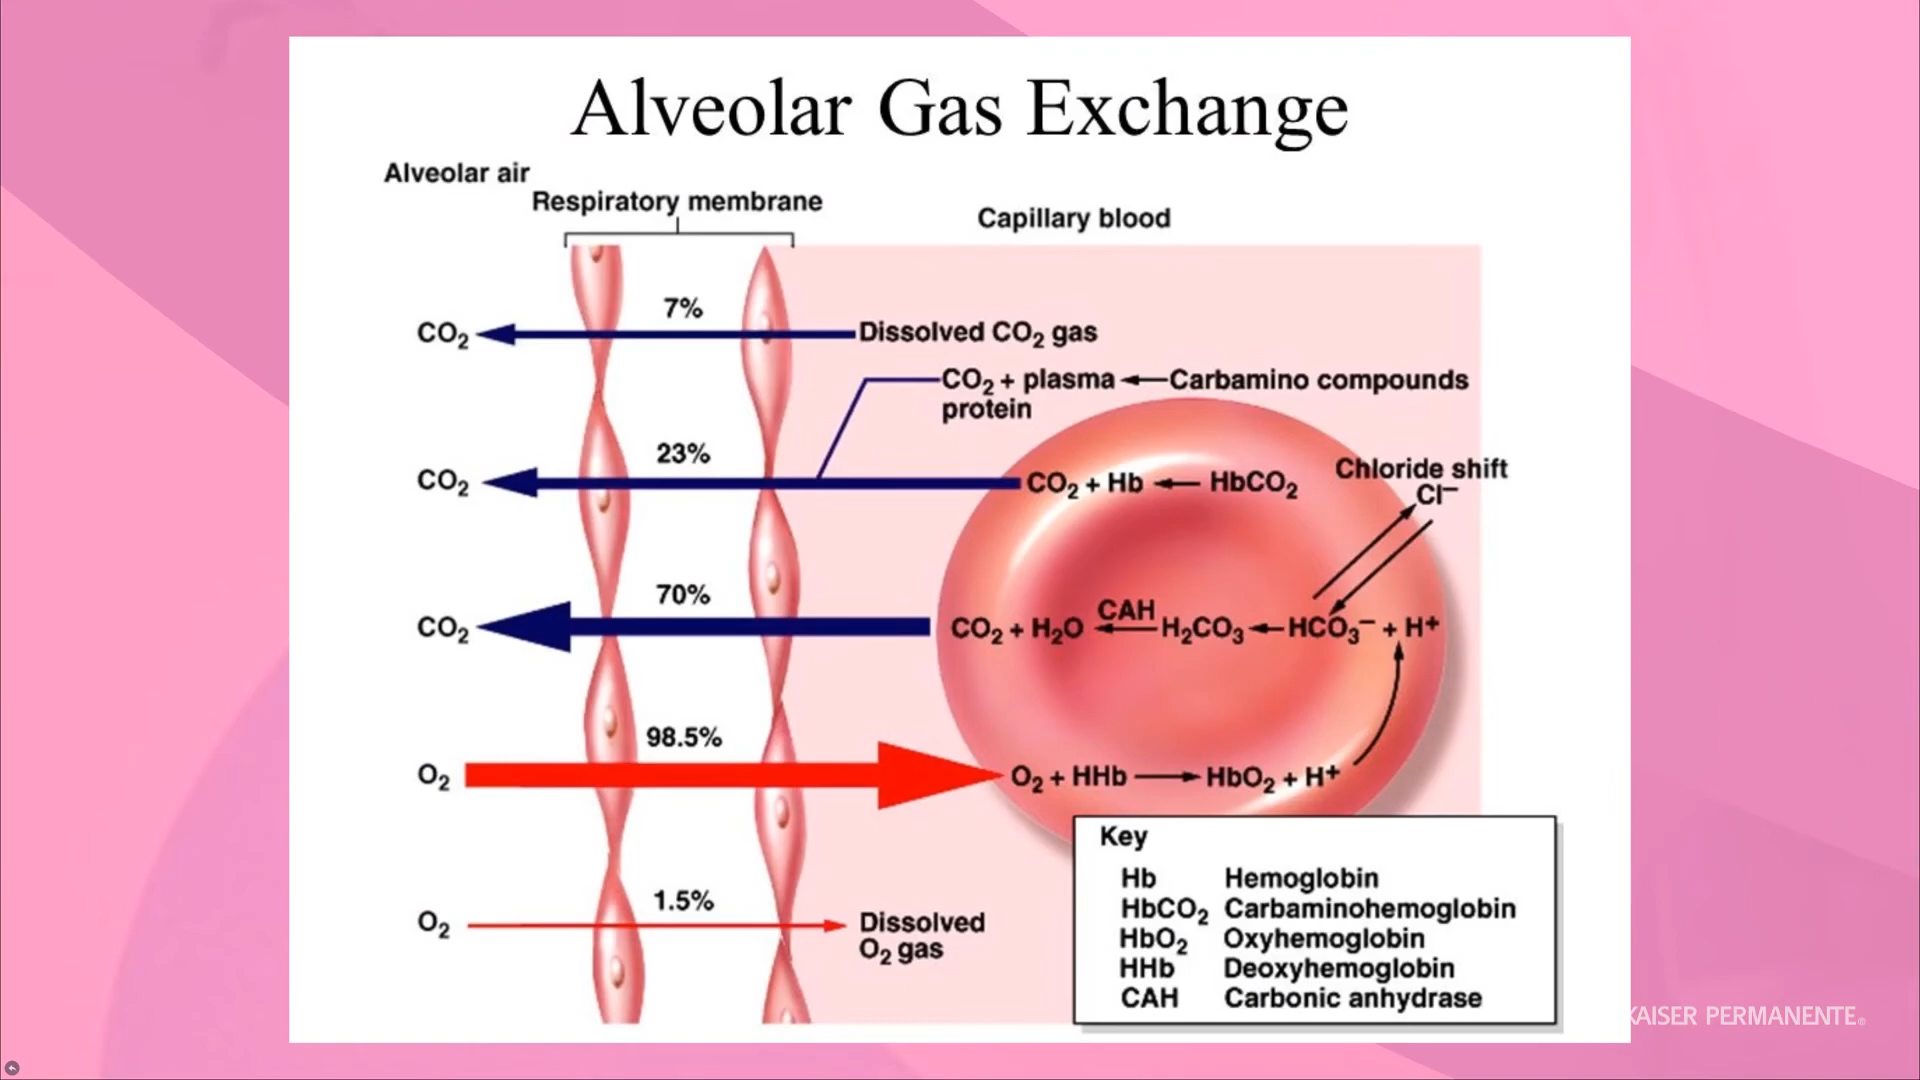 Alveolar Gas Exchange
Alveolar air
Respiratory membrane
Capillary blood
7%
CO₂
Dissolved CO₂ gas
CO₂ + plasma ← Carbamino compounds
protein
23%
CO₂
CO₂ + Hb ← HbCO₂
Chloride shift
Cl⁻
70%
CO₂
CO₂ + H₂O ← CAH H₂CO₃ ← HCO₃⁻ + H⁺
98.5%
O₂
O₂ + HHb → HbO₂ + H⁺
1.5%
O₂
Dissolved
O₂ gas
Key
Hb Hemoglobin
HbCO₂ Carbaminohemoglobin
HbO₂ Oxyhemoglobin
HHb Deoxyhemoglobin
CAH Carbonic anhydrase
KAISER PERMANENTE®